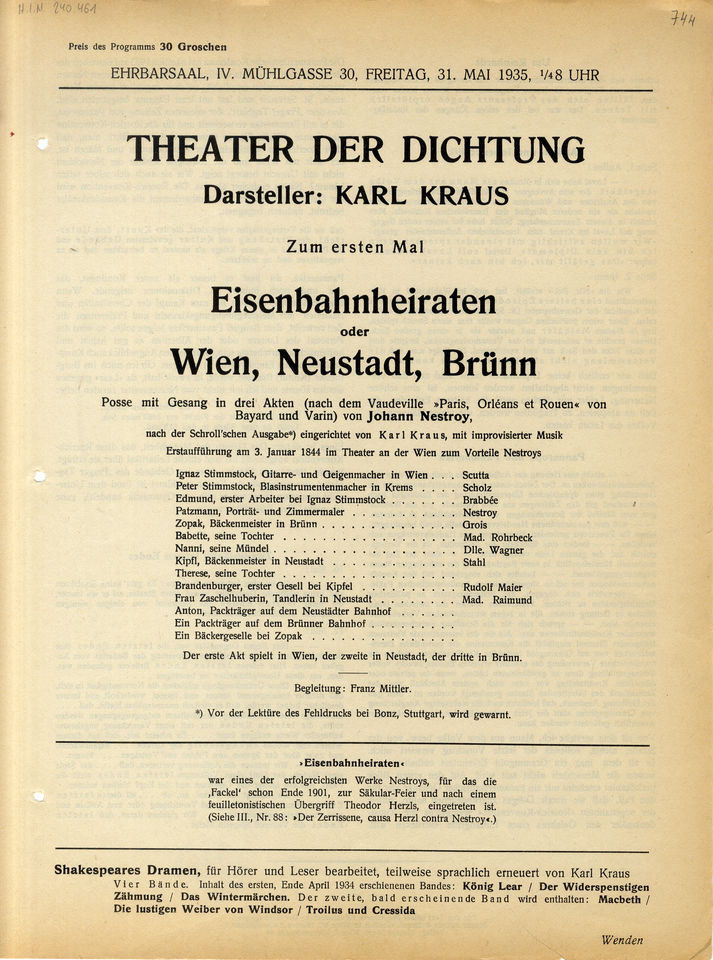 H.I.N. 240.461
744
Preis des Programms 30 Groschen
EHRBARSAAL, IV. MÜHLGASSE 30, FREITAG, 31. MAI 1935, ¼8 UHR
THEATER DER DICHTUNG
Darsteller: KARL KRAUS
Zum ersten Mal
Eisenbahnheiraten
oder
Wien, Neustadt, Brünn
Posse mit Gesang in drei Akten (nach dem Vaudeville »Paris, Orléans et Rouen« von
Bayard und Varin) von Johann Nestroy,
nach der Schroll'schen Ausgabe*) eingerichtet von Karl Kraus, mit improvisierter Musik
Erstaufführung am 3. Januar 1844 im Theater an der Wien zum Vorteile Nestroys
Ignaz Stimmstock, Gitarre- und Geigenmacher in Wien . . . Scutta
Peter Stimmstock, Blasinstrumentenmacher in Krems . . . . Scholz
Edmund, erster Arbeiter bei Ignaz Stimmstock . . . . . . . Brabbée
Patzmann, Porträt- und Zimmermaler . . . . . . . . . . . Nestroy
Zopak, Bäckenmeister in Brünn . . . . . . . . . . . . . . Grois
Babette, seine Tochter . . . . . . . . . . . . . . . . . . Mad. Rohrbeck
Nanni, seine Mündel . . . . . . . . . . . . . . . . . . . Dlle. Wagner
Kipfl, Bäckenmeister in Neustadt . . . . . . . . . . . . . Stahl
Therese, seine Tochter . . . . . . . . . . . . . . . . . .
Brandenburger, erster Gesell bei Kipfel . . . . . . . . . . Rudolf Maier
Frau Zaschelhuberin, Tandlerin in Neustadt . . . . . . . . Mad. Raimund
Anton, Packträger auf dem Neustädter Bahnhof . . . . . .
Ein Packträger auf dem Brünner Bahnhof . . . . . . . . .
Ein Bäckergeselle bei Zopak . . . . . . . . . . . . . . .
Der erste Akt spielt in Wien, der zweite in Neustadt, der dritte in Brünn.
Begleitung: Franz Mittler.
*) Vor der Lektüre des Fehldrucks bei Bonz, Stuttgart, wird gewarnt.
›Eisenbahnheiraten‹
war eines der erfolgreichsten Werke Nestroys, für das die
‚Fackel' schon Ende 1901, zur Säkular-Feier und nach einem
feuilletonistischen Übergriff Theodor Herzls, eingetreten ist.
(Siehe III., Nr. 88: »Der Zerrissene, causa Herzl contra Nestroy«.)
Shakespeares Dramen, für Hörer und Leser bearbeitet, teilweise sprachlich erneuert von Karl Kraus
Vier Bände. Inhalt des ersten, Ende April 1934 erschienenen Bandes: König Lear / Der Widerspenstigen
Zähmung / Das Wintermärchen. Der zweite, bald erscheinende Band wird enthalten: Macbeth /
Die lustigen Weiber von Windsor / Troilus und Cressida
Wenden